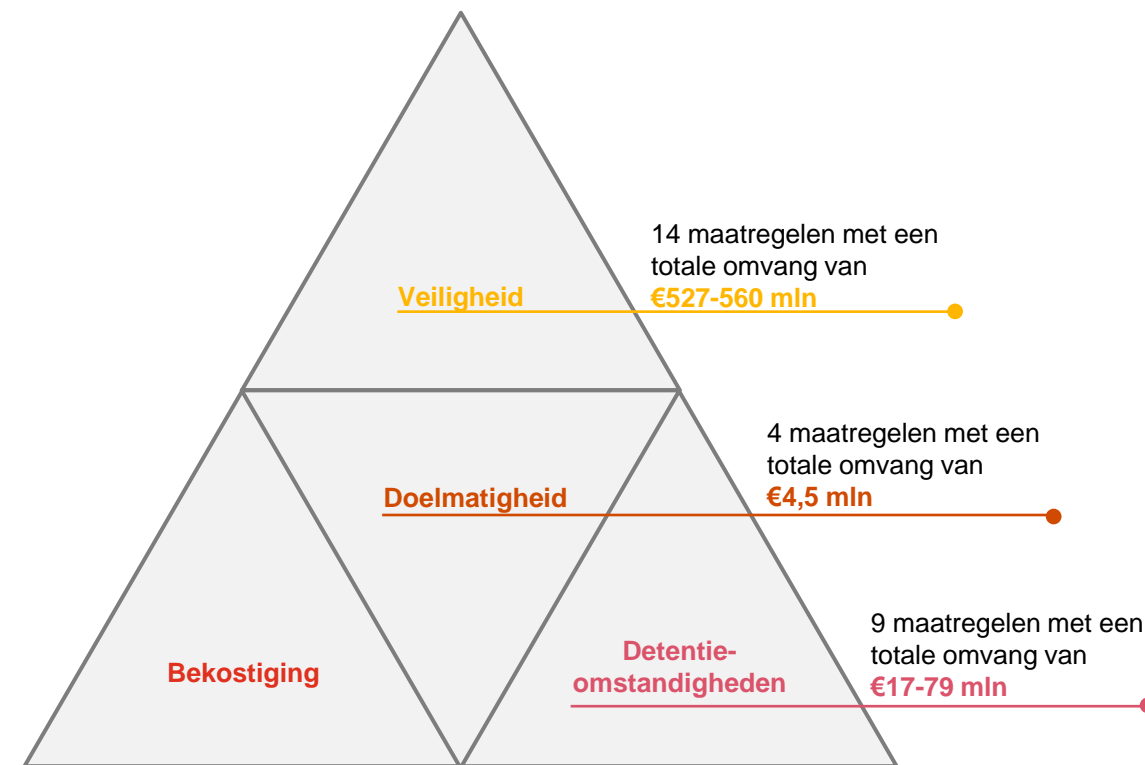 14 maatregelen met een
totale omvang van
€527-560 mln
Veiligheid
4 maatregelen met een
totale omvang van
€4,5 mln
Doelmatigheid
9 maatregelen met een
totale omvang van
€17-79 mln
Detentie-
omstandigheden
Bekostiging